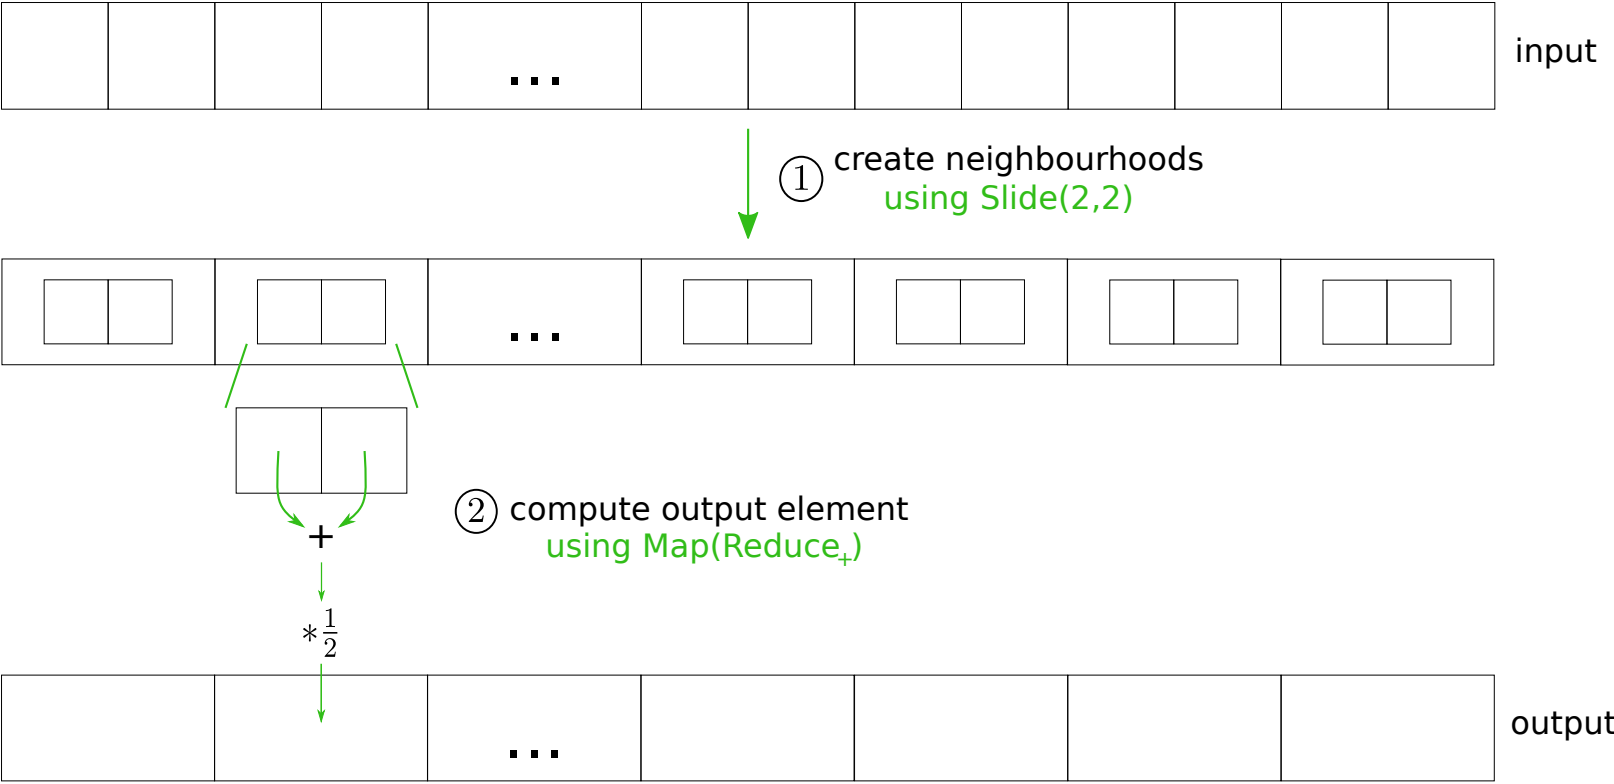 input
...
① create neighbourhoods
using Slide(2,2)
...
② compute output element
using Map(Reduce₊)
+
*1/2
...
output